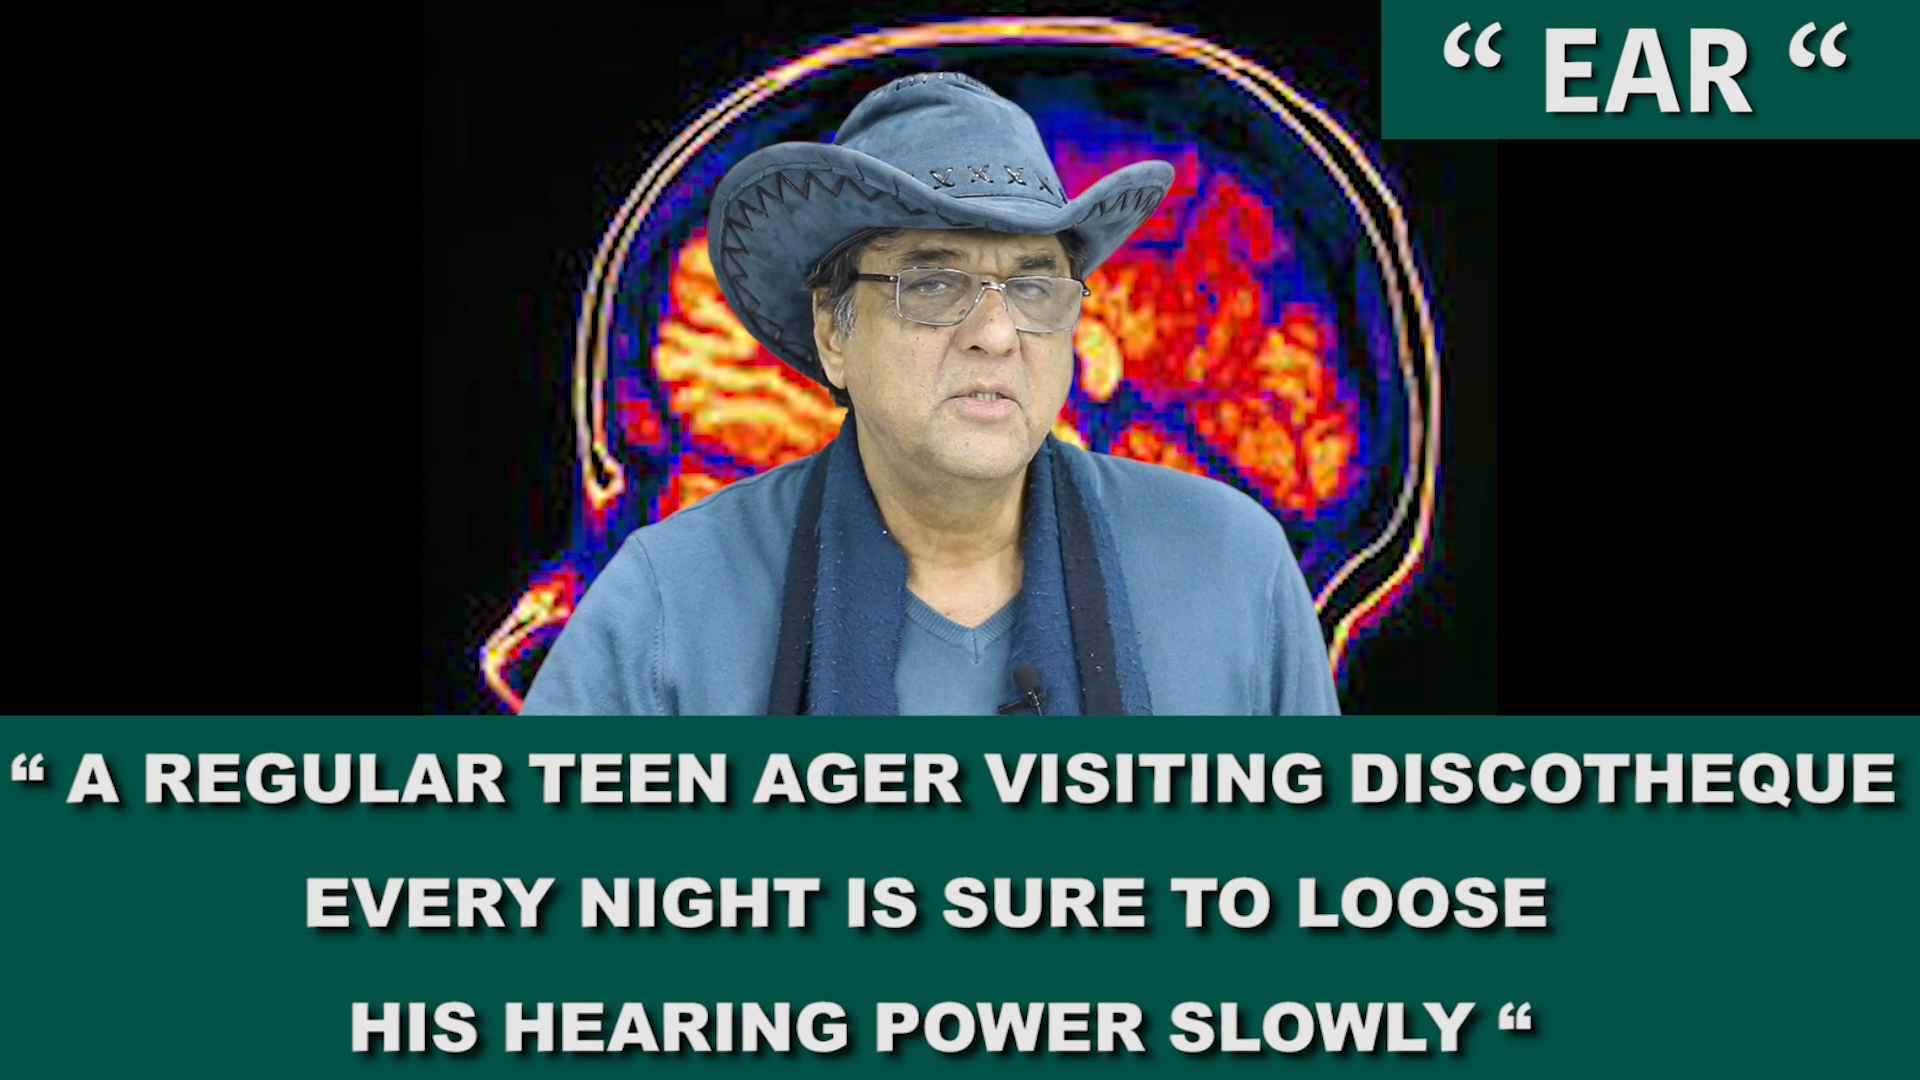 “ EAR “
“ A REGULAR TEEN AGER VISITING DISCOTHEQUE
EVERY NIGHT IS SURE TO LOOSE
HIS HEARING POWER SLOWLY “